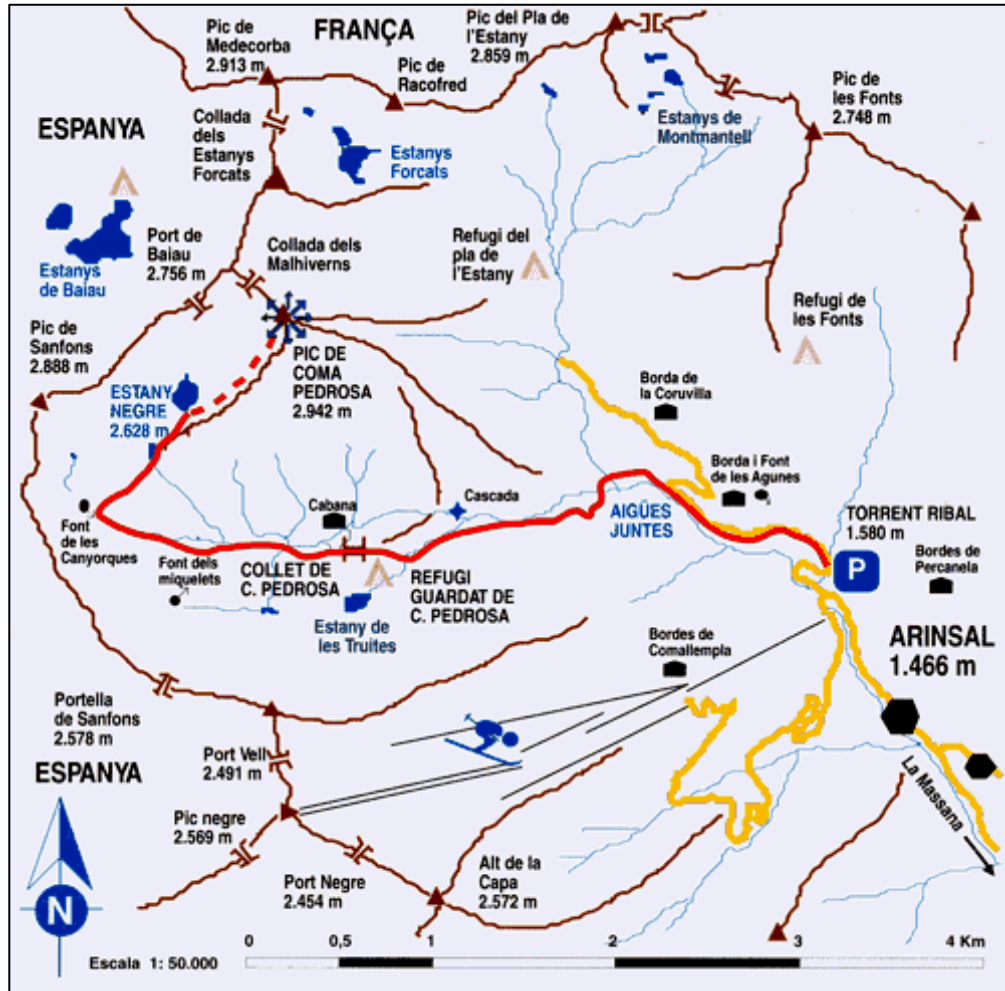 Pic de
Medecorba
2.913 m
FRANÇA
Pic del Pla de
l'Estany
2.859 m
Pic de
Racofred
Pic de
les Fonts
2.748 m
ESPANYA
Collada
dels
Estanys
Forcats
Estanys
Forcats
Estanys de
Montmantell
Port de
Baiau
2.756 m
Collada dels
Malhiverns
Refugi del
pla de
l'Estany
Estanys
de Baiau
Refugi de
les Fonts
Pic de
Sanfons
2.888 m
PIC DE
COMA
PEDROSA
2.942 m
ESTANY
NEGRE
2.628 m
Borda de
la Coruvilla
Borda i Font
de les Agunes
Cabana
Cascada
AIGÜES
JUNTES
TORRENT RIBAL
1.580 m
P
Bordes de
Percanela
Font
de les
Canyorques
Font dels
miquelets
COLLET DE
C. PEDROSA
REFUGI
GUARDAT DE
C. PEDROSA
Estany de
les Truites
Bordes de
Comallempla
ARINSAL
1.466 m
Portella
de Sanfons
2.578 m
Port Vell
2.491 m
ESPANYA
La Massana
Pic negre
2.569 m
Port Negre
2.454 m
Alt de la
Capa
2.572 m
N
0 0,5 1 2 3 4 Km
Escala 1: 50.000